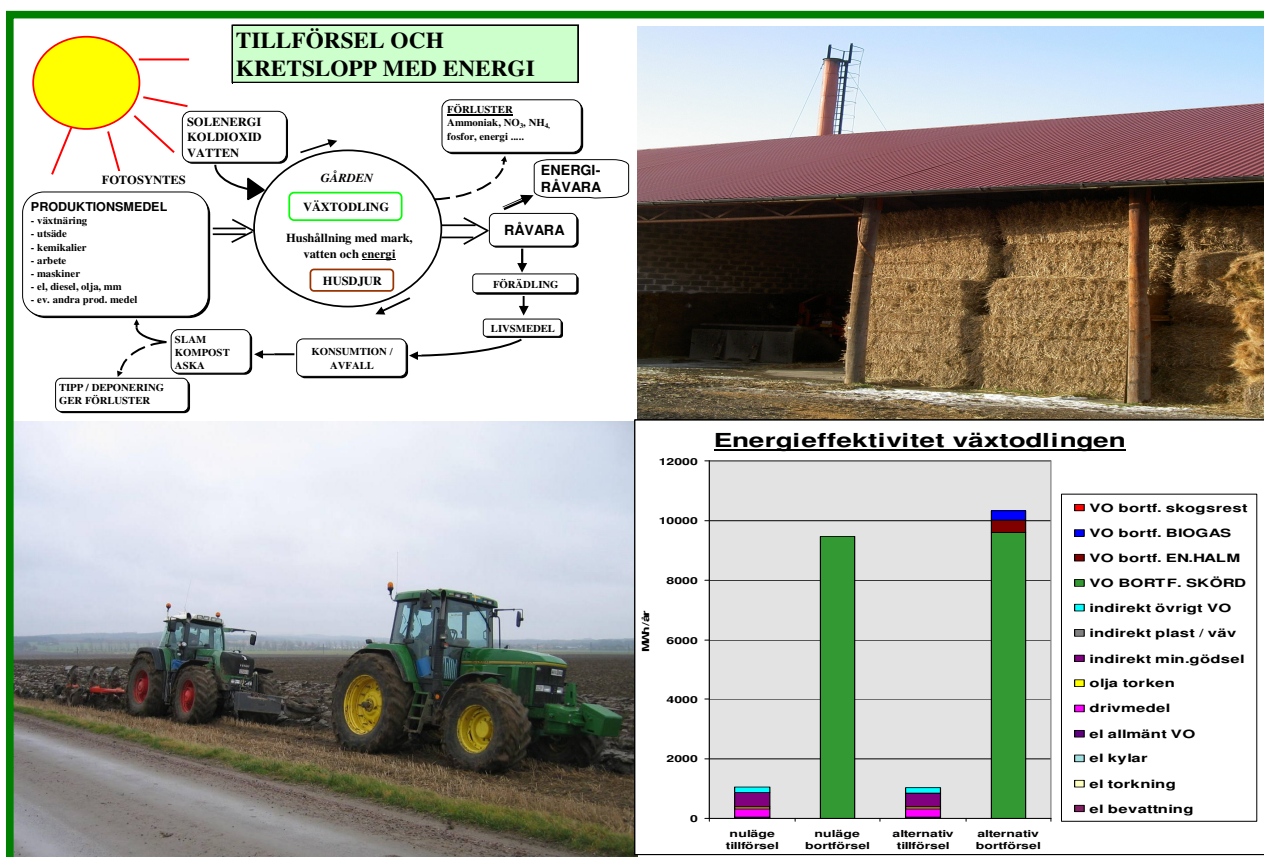 TILLFÖRSEL OCH
KRETSLOPP MED ENERGI
SOLENERGI
KOLDIOXID
VATTEN
FÖRLUSTER
Ammoniak, NO3, NH4,
fosfor, energi .....
FOTOSYNTES
GÅRDEN
ENERGI-
RÅVARA
PRODUKTIONSMEDEL
- växtnäring
- utsäde
- kemikalier
- arbete
- maskiner
- el, diesel, olja, mm
- ev. andra prod. medel
VÄXTODLING
Hushållning med mark,
vatten och energi
HUSDJUR
RÅVARA
FÖRÄDLING
LIVSMEDEL
KONSUMTION /
AVFALL
SLAM
KOMPOST
ASKA
TIPP / DEPONERING
GER FÖRLUSTER
Energieffektivitet växtodlingen
12000
10000
8000
6000
4000
2000
0
MWh/år
nuläge
tillförsel
nuläge
bortförsel
alternativ
tillförsel
alternativ
bortförsel
VO bortf. skogsrest
VO bortf. BIOGAS
VO bortf. EN.HALM
VO BORTF. SKÖRD
indirekt övrigt VO
indirekt plast / väv
indirekt min.gödsel
olja torken
drivmedel
el allmänt VO
el kylar
el torkning
el bevattning